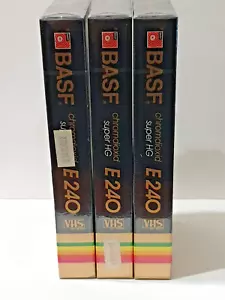 BASF
chromdioxid
super HG
E 240
VHS
BASF
chromdioxid
super HG
E 240
VHS
BASF
chromdioxid
super HG
E 240
VHS